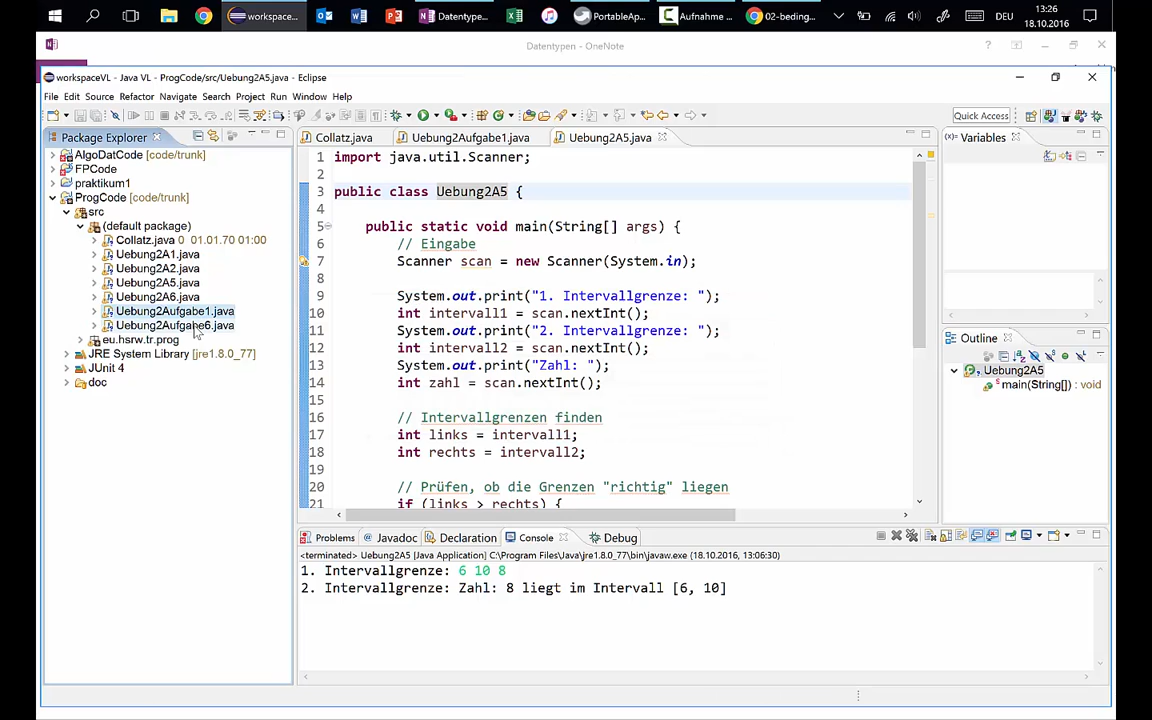 workspace...
Datentype...
PortableAp...
Aufnahme ...
02-beding...
DEU
13:26
18.10.2016
Datentypen - OneNote
workspaceVL - Java VL - ProgCode/src/Uebung2A5.java - Eclipse
File Edit Source Refactor Navigate Search Project Run Window Help
Quick Access
Package Explorer
Collatz.java
Uebung2Aufgabe1.java
Uebung2A5.java
AlgoDatCode [code/trunk]
FPCode
praktikum1
ProgCode [code/trunk]
src
(default package)
Collatz.java 0 01.01.70 01:00
Uebung2A1.java
Uebung2A2.java
Uebung2A5.java
Uebung2A6.java
Uebung2Aufgabe1.java
Uebung2Aufgabe6.java
eu.hsrw.tr.prog
JRE System Library [jre1.8.0_77]
JUnit 4
doc
1 import java.util.Scanner;
2
3 public class Uebung2A5 {
4
5 public static void main(String[] args) {
6 // Eingabe
7 Scanner scan = new Scanner(System.in);
8
9 System.out.print("1. Intervallgrenze: ");
10 int intervall1 = scan.nextInt();
11 System.out.print("2. Intervallgrenze: ");
12 int intervall2 = scan.nextInt();
13 System.out.print("Zahl: ");
14 int zahl = scan.nextInt();
15
16 // Intervallgrenzen finden
17 int links = intervall1;
18 int rechts = intervall2;
19
20 // Prüfen, ob die Grenzen "richtig" liegen
21 if (links > rechts) {
Variables
Outline
Uebung2A5
main(String[]) : void
Problems
Javadoc
Declaration
Console
Debug
<terminated> Uebung2A5 [Java Application] C:\Program Files\Java\jre1.8.0_77\bin\javaw.exe (18.10.2016, 13:06:30)
1. Intervallgrenze: 6 10 8
2. Intervallgrenze: Zahl: 8 liegt im Intervall [6, 10]